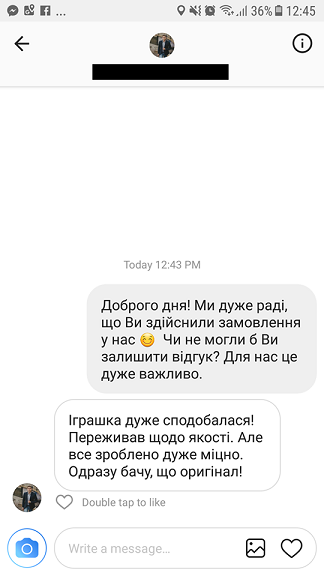 ... 36% 12:45
Today 12:43 PM
Доброго дня! Ми дуже раді,
що Ви здійснили замовлення
у нас 😊 Чи не могли б Ви
залишити відгук? Для нас це
дуже важливо.
Іграшка дуже сподобалася!
Переживав щодо якості. Але
все зроблено дуже міцно.
Одразу бачу, що оригінал!
Double tap to like
Write a message...